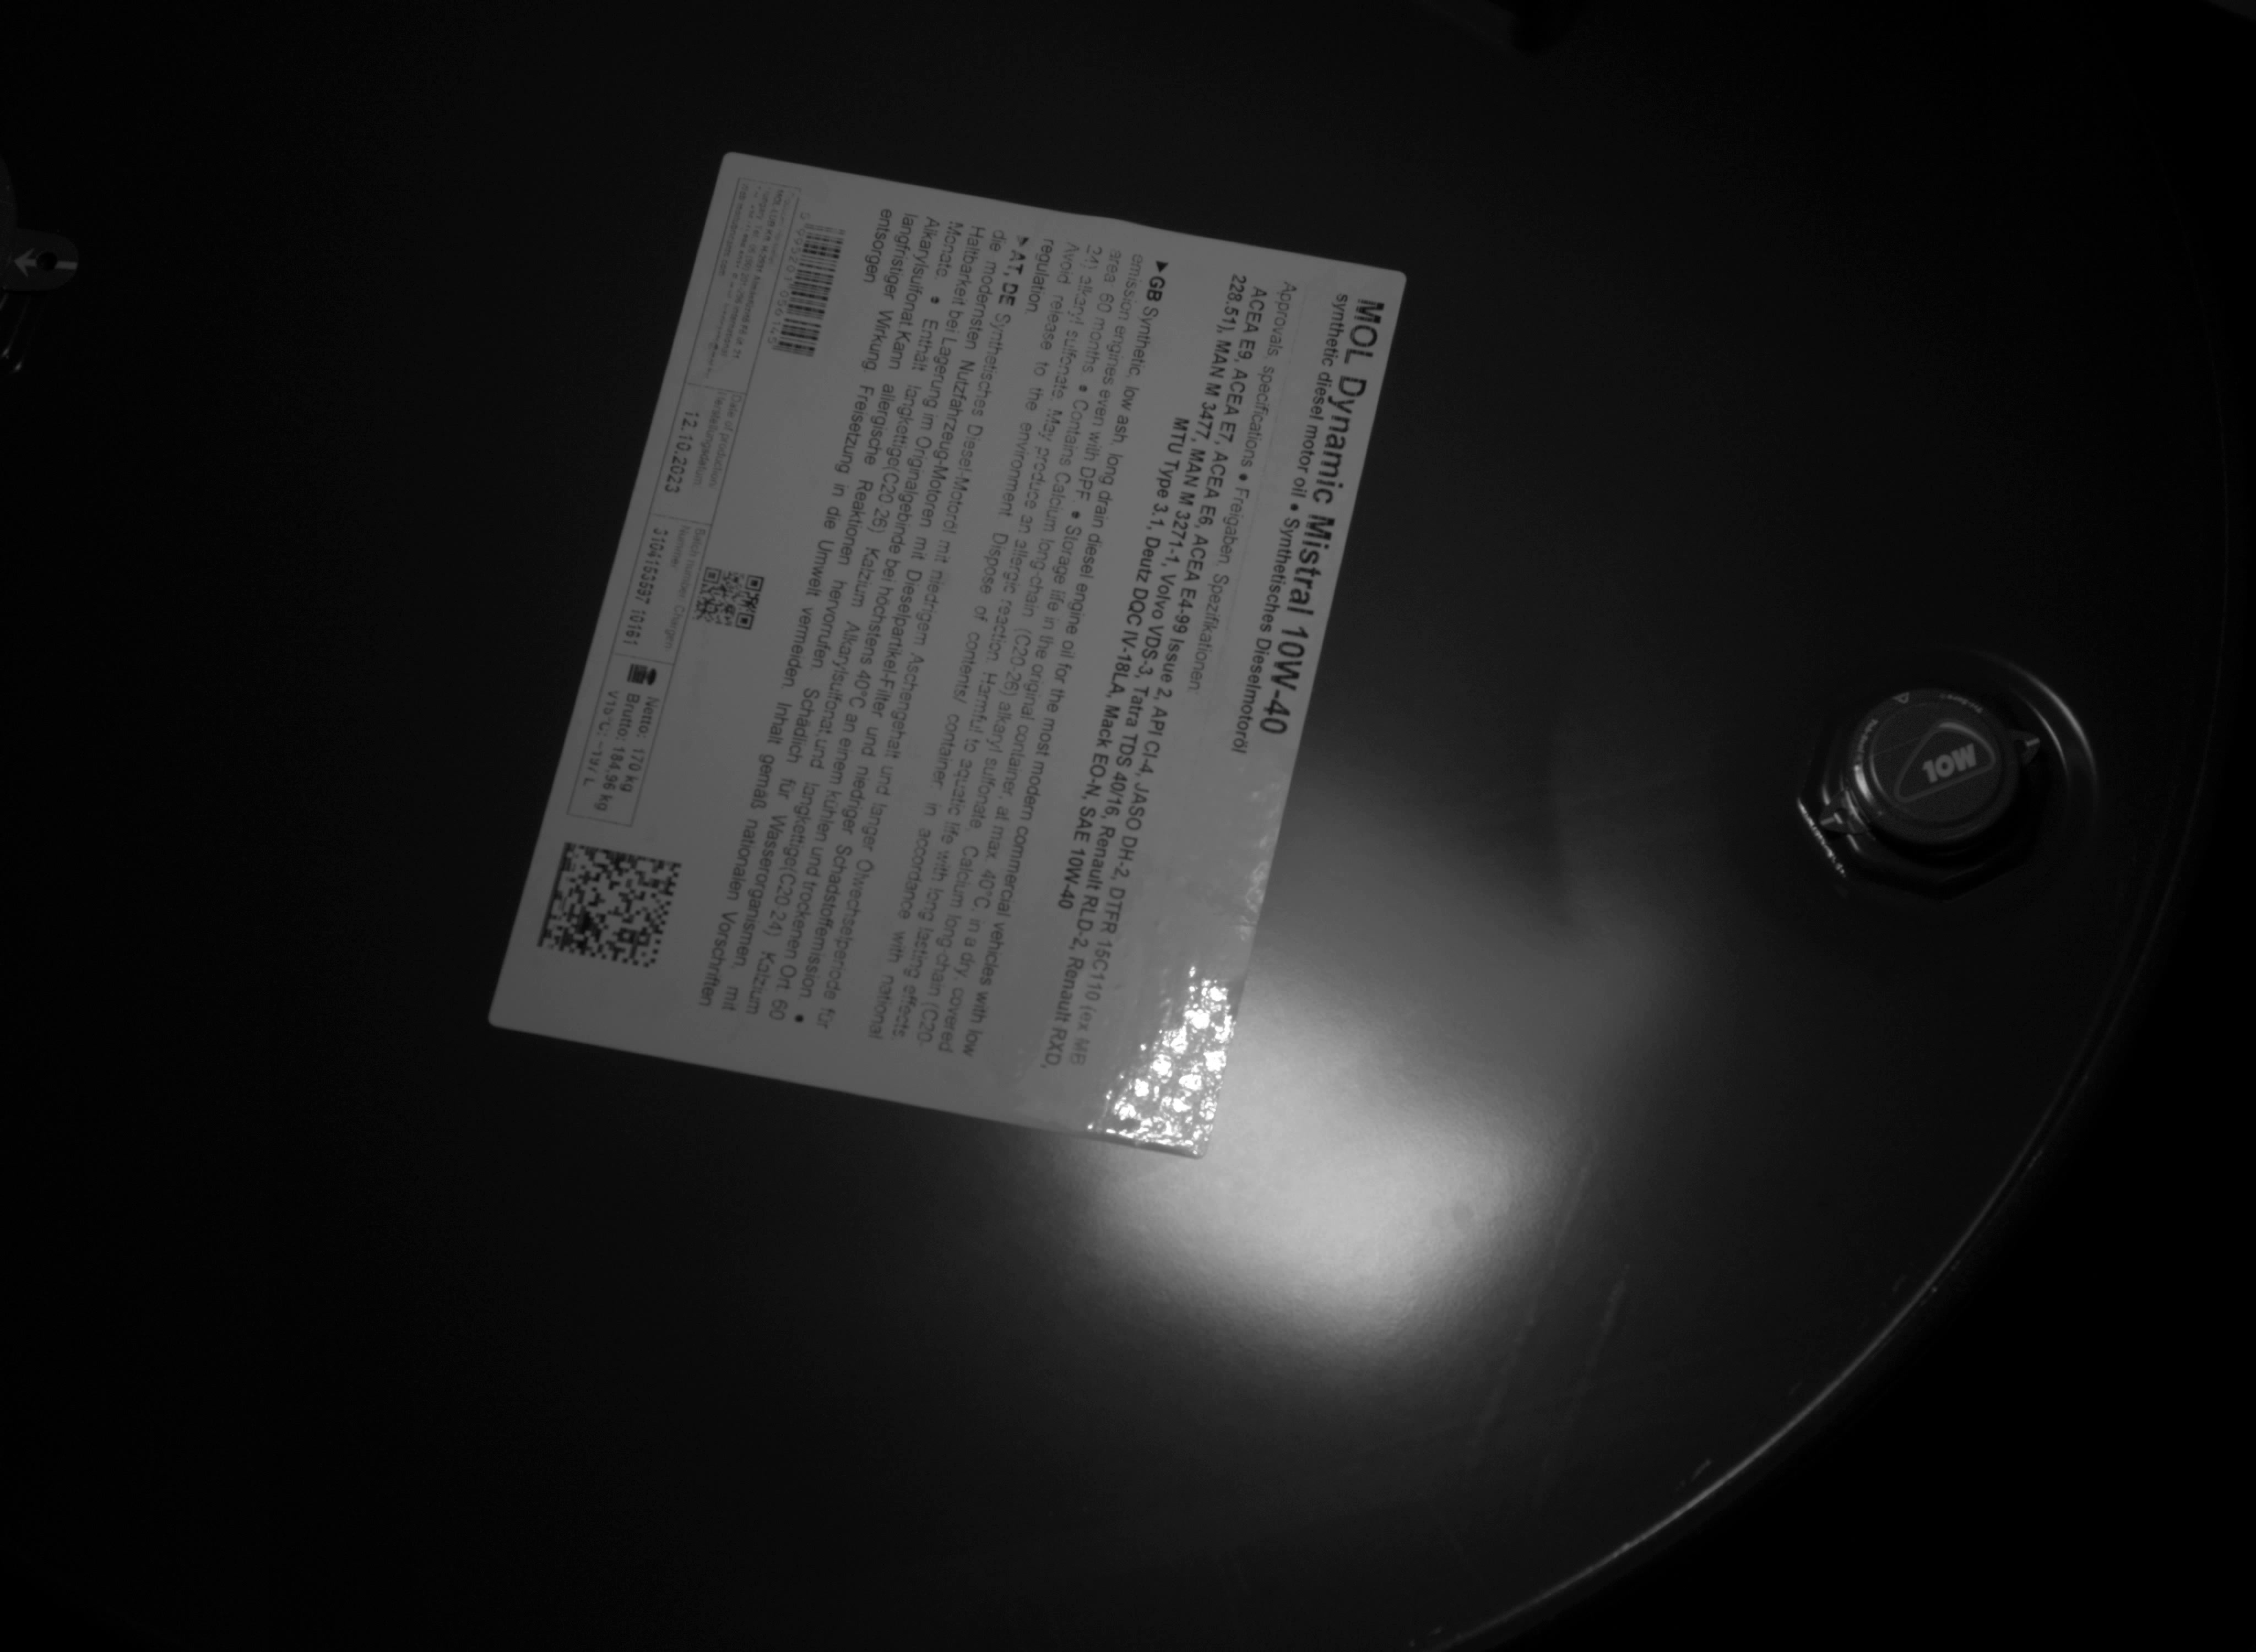 MOL Dynamic Mistral 10W-40
synthetic diesel motor oil • Synthetisches Dieselmotoröl
Approvals, specifications • Freigaben, Spezifikationen:
ACEA E9, ACEA E7, ACEA E6, ACEA E4-99 Issue 2, API CI-4, JASO DH-2, DTFR 15C110 (ex MB
228.51), MAN M 3477, MAN M 3271-1, Volvo VDS-3, Tatra TDS 40/16, Renault RLD-2, Renault RXD,
MTU Type 3.1, Deutz DQC IV-18LA, Mack EO-N, SAE 10W-40
▶GB Synthetic, low ash, long drain diesel engine oil for the most modern commercial vehicles with low
emission engines even with DPF. • Storage life in the original container, at max. 40°C, in a dry, covered
area: 60 months. • Contains Calcium long-chain (C20-26) alkaryl sulfonate, Calcium long-chain (C20-
24) alkaryl sulfonate. May produce an allergic reaction. Harmful to aquatic life with long lasting effects.
Avoid release to the environment. Dispose of contents/ container in accordance with national
regulation.
▶AT, DE Synthetisches Diesel-Motoröl mit niedrigem Aschengehalt und langer Ölwechselperiode für
die modernsten Nutzfahrzeug-Motoren mit Dieselpartikel-Filter und niedriger Schadstoffemission. •
Haltbarkeit bei Lagerung im Originalgebinde bei höchstens 40°C an einem kühlen und trockenen Ort: 60
Monate. • Enthält langkettige(C20-26) Kalzium Alkarylsulfonat,und langkettige(C20-24) Kalzium
Alkarylsulfonat.Kann allergische Reaktionen hervorrufen. Schädlich für Wasserorganismen, mit
langfristiger Wirkung. Freisetzung in die Umwelt vermeiden. Inhalt gemäß nationalen Vorschriften
entsorgen.
Date of production
Herstellungsdatum:
12.10.2023
Batch number Chargen-
Nummer
Netto: 170 kg
Brutto: 184,96 kg
10W